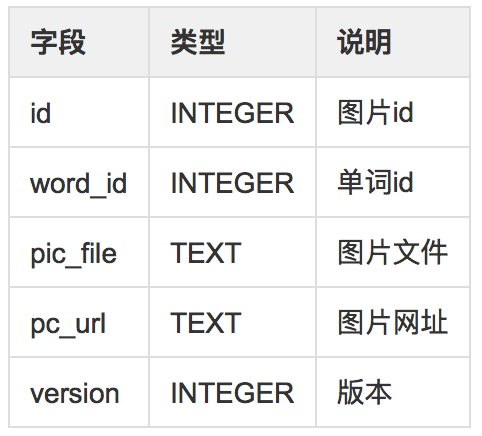 字段 类型 说明
id INTEGER 图片id
word_id INTEGER 单词id
pic_file TEXT 图片文件
pc_url TEXT 图片网址
version INTEGER 版本